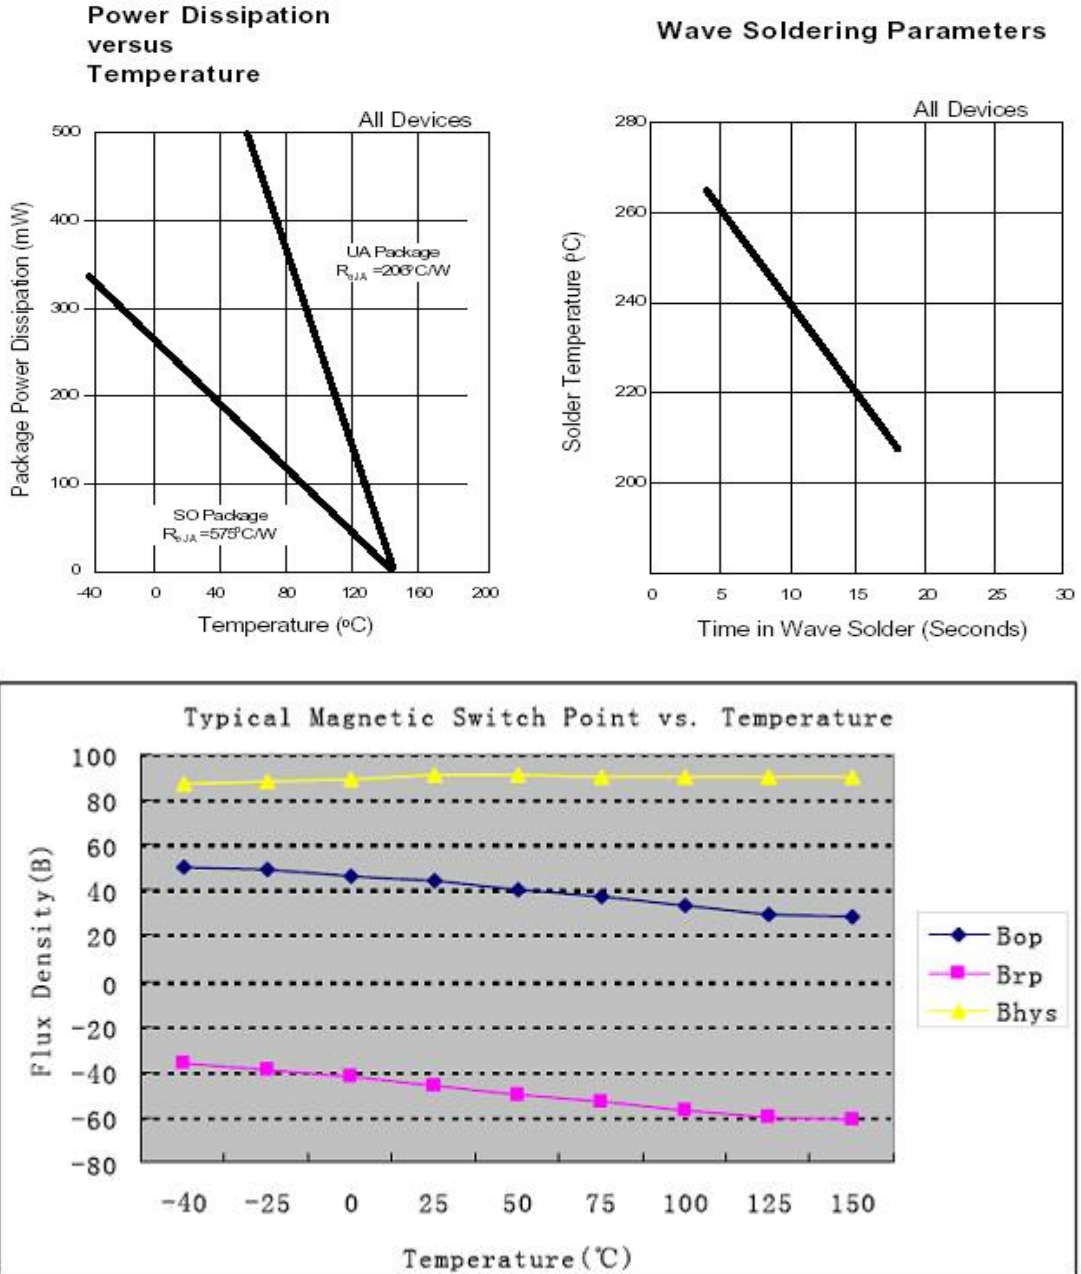 Power Dissipation
versus
Temperature
All Devices
500
400
300
200
100
0
-40 0 40 80 120 160 200
Package Power Dissipation (mW)
UA Package
RθJA =206ºC/W
SO Package
RθJA =575ºC/W
Temperature (ºC)
Wave Soldering Parameters
All Devices
280
260
240
220
200
0 5 10 15 20 25 30
Solder Temperature (ºC)
Time in Wave Solder (Seconds)
Typical Magnetic Switch Point vs. Temperature
100
80
60
40
20
0
-20
-40
-60
-80
Flux Density(B)
-40 -25 0 25 50 75 100 125 150
Temperature(℃)
Bop
Brp
Bhys